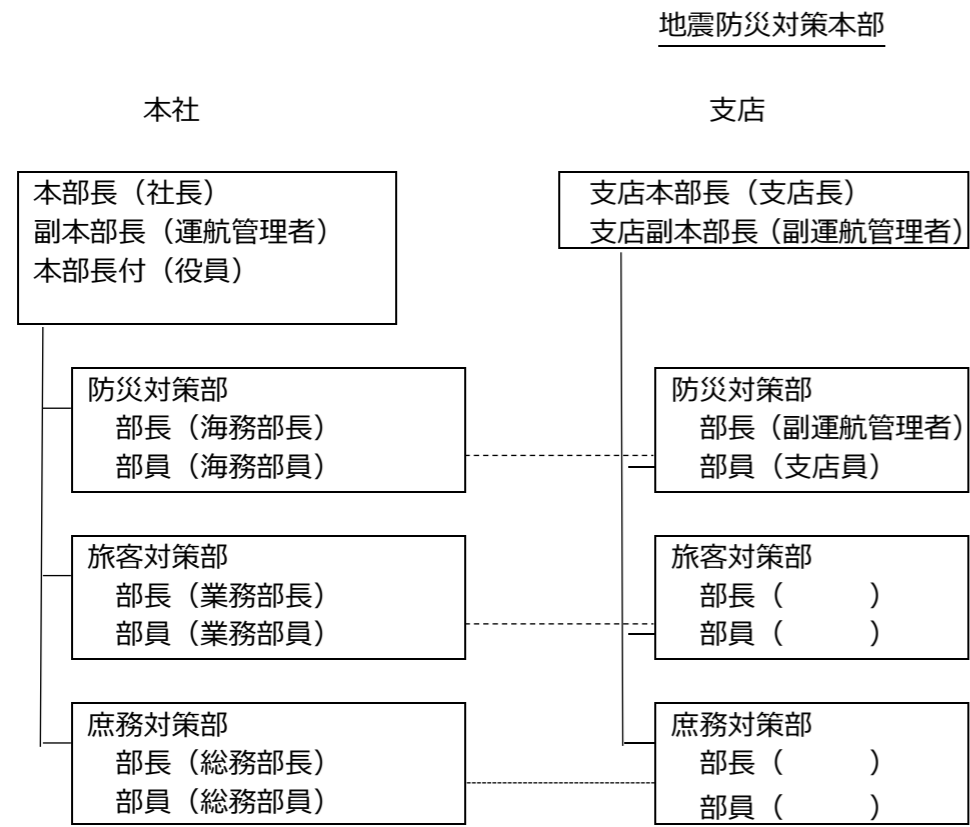 地震防災対策本部
本社
支店
本部長（社長）
副本部長（運航管理者）
本部長付（役員）
支店本部長（支店長）
支店副本部長（副運航管理者）
防災対策部
部長（海務部長）
部員（海務部員）
防災対策部
部長（副運航管理者）
部員（支店員）
旅客対策部
部長（業務部長）
部員（業務部員）
旅客対策部
部長（　　　）
部員（　　　）
庶務対策部
部長（総務部長）
部員（総務部員）
庶務対策部
部長（　　　）
部員（　　　）